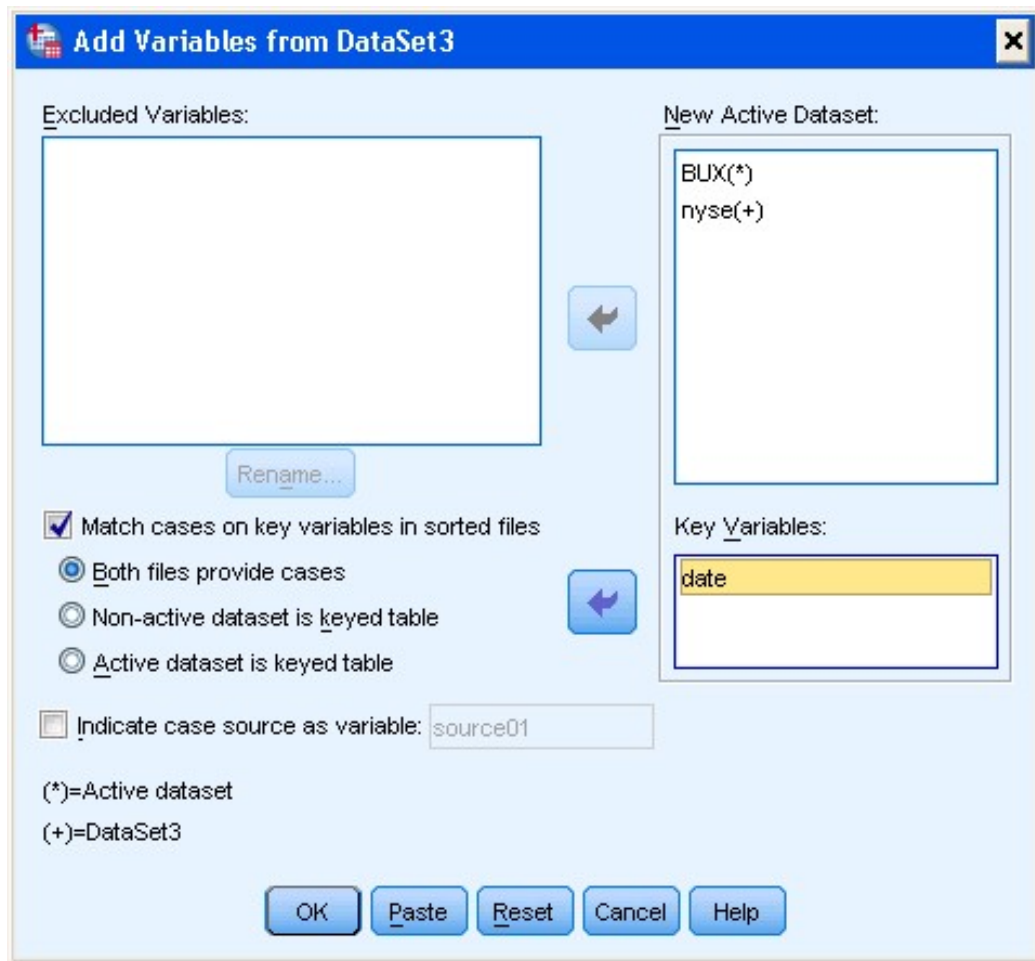 Add Variables from DataSet3
Excluded Variables:
New Active Dataset:
BUX(*)
nyse(+)
Rename...
Match cases on key variables in sorted files
Both files provide cases
Non-active dataset is keyed table
Active dataset is keyed table
Key Variables:
date
Indicate case source as variable: source01
(*)=Active dataset
(+)=DataSet3
OK Paste Reset Cancel Help